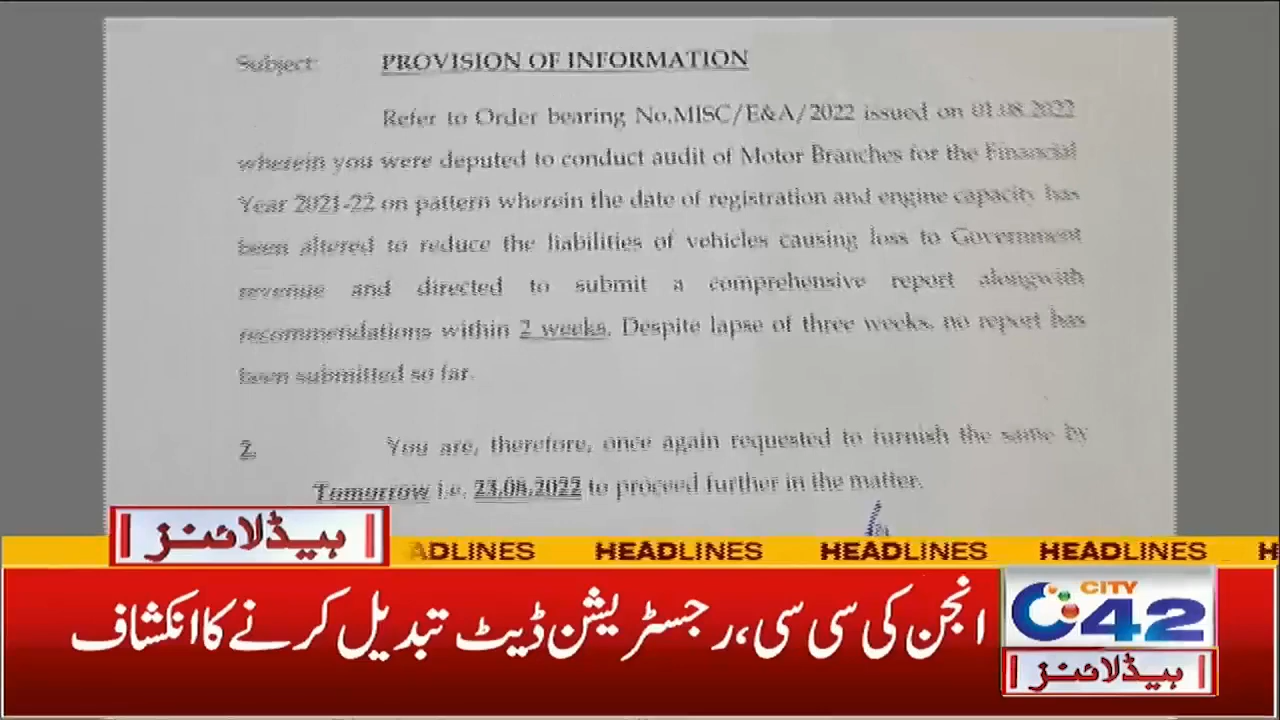 Subject: PROVISION OF INFORMATION
Refer to Order bearing No.MISC/E&A/2022 issued on 01.08.2022
wherein you were deputed to conduct audit of Motor Branches for the Financial
Year 2021-22 on pattern wherein the date of registration and engine capacity has
been altered to reduce the liabilities of vehicles causing loss to Government
revenue and directed to submit a comprehensive report alongwith
recommendations within 2 weeks. Despite lapse of three weeks, no report has
been submitted so far.
2. You are, therefore, once again requested to furnish the same by
Tomorrow i.e. 23.08.2022 to proceed further in the matter.
ہیڈلائنز
ADLINES HEADLINES HEADLINES HEADLINES H
انجن کی سی سی، رجسٹریشن ڈیٹ تبدیل کرنے کا انکشاف
CITY
42
ہیڈلائنز